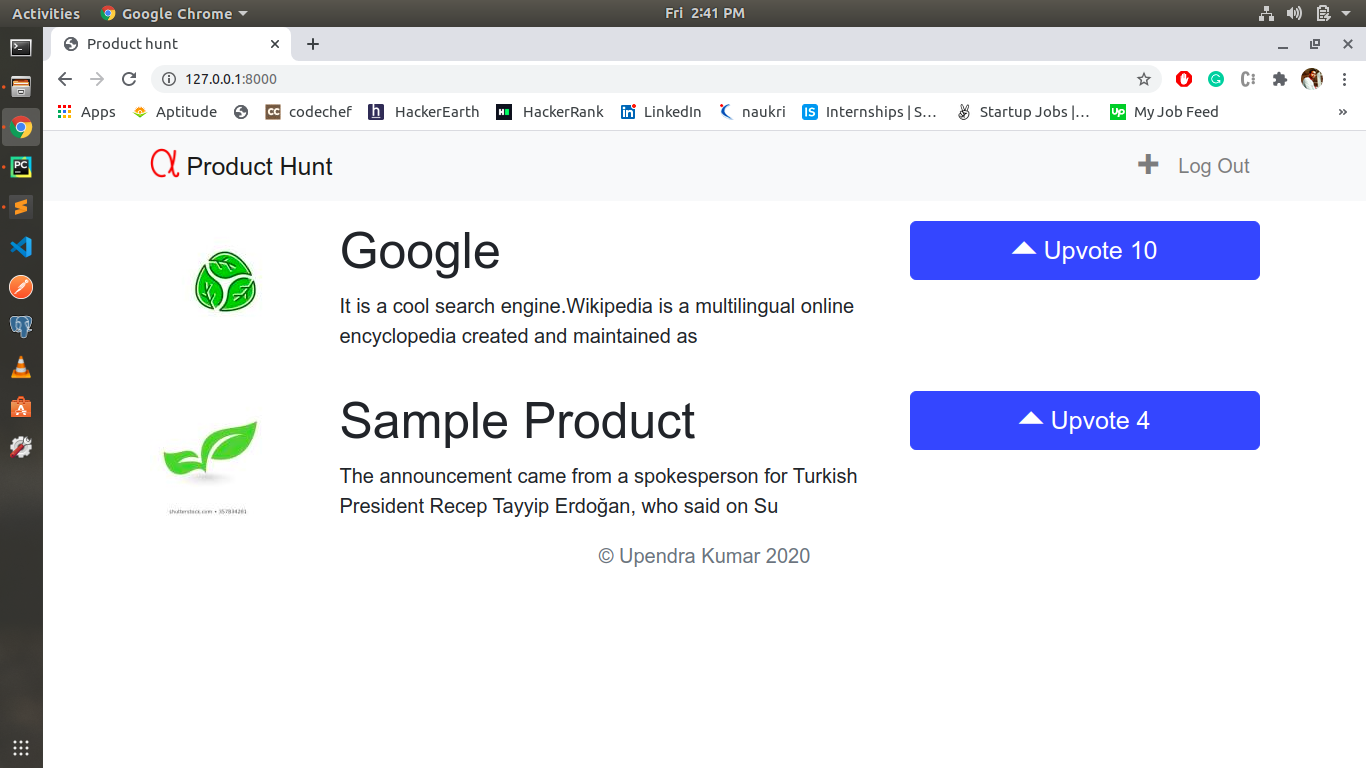 Activities Google Chrome Fri 2:41 PM
Product hunt
127.0.0.1:8000
Apps Aptitude codechef HackerEarth HackerRank LinkedIn naukri Internships | S... Startup Jobs |... My Job Feed »
Product Hunt Log Out
Google
Upvote 10
It is a cool search engine.Wikipedia is a multilingual online
encyclopedia created and maintained as
Sample Product
Upvote 4
The announcement came from a spokesperson for Turkish
President Recep Tayyip Erdoğan, who said on Su
shutterstock.com • 357834281
© Upendra Kumar 2020